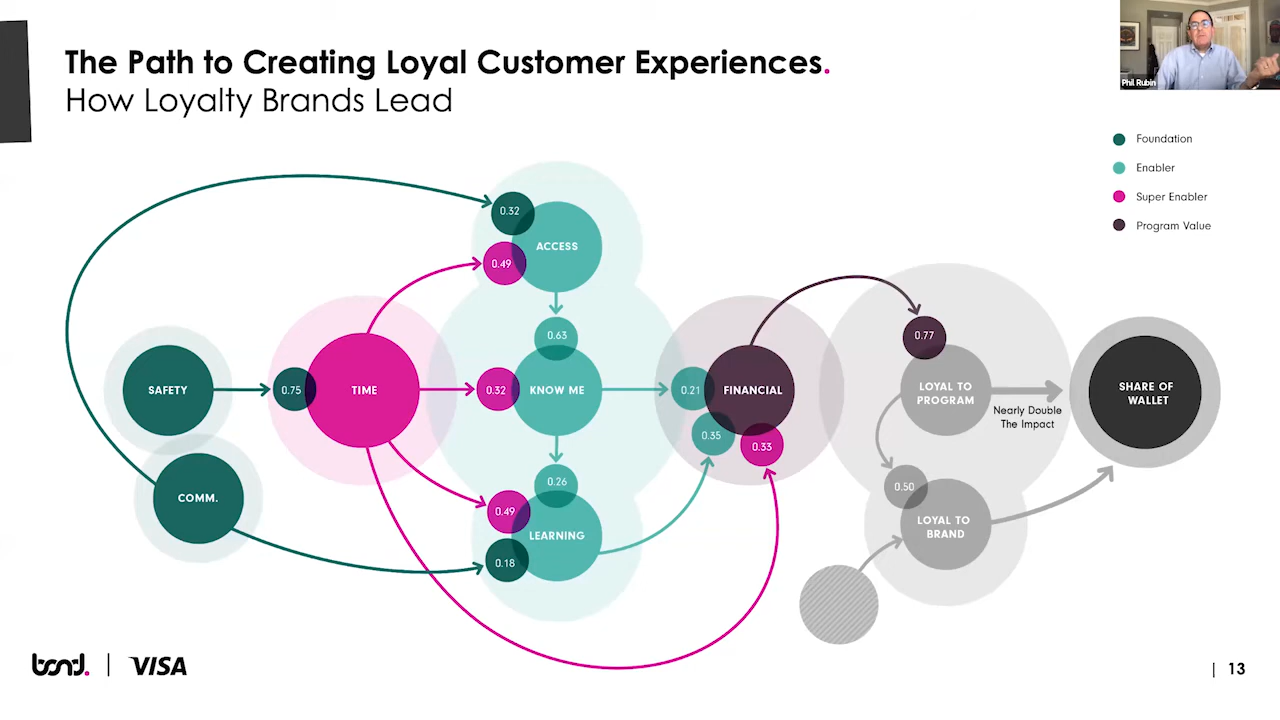 The Path to Creating Loyal Customer Experiences.
How Loyalty Brands Lead
Phil Rubin
Foundation
Enabler
Super Enabler
Program Value
0.32
ACCESS
0.49
0.63
0.77
SAFETY
0.75
TIME
0.32
KNOW ME
0.21
FINANCIAL
LOYAL TO
PROGRAM
Nearly Double
The Impact
SHARE OF
WALLET
0.35
0.33
COMM.
0.26
0.50
0.49
LEARNING
LOYAL TO
BRAND
0.18
bond.
VISA
| 13